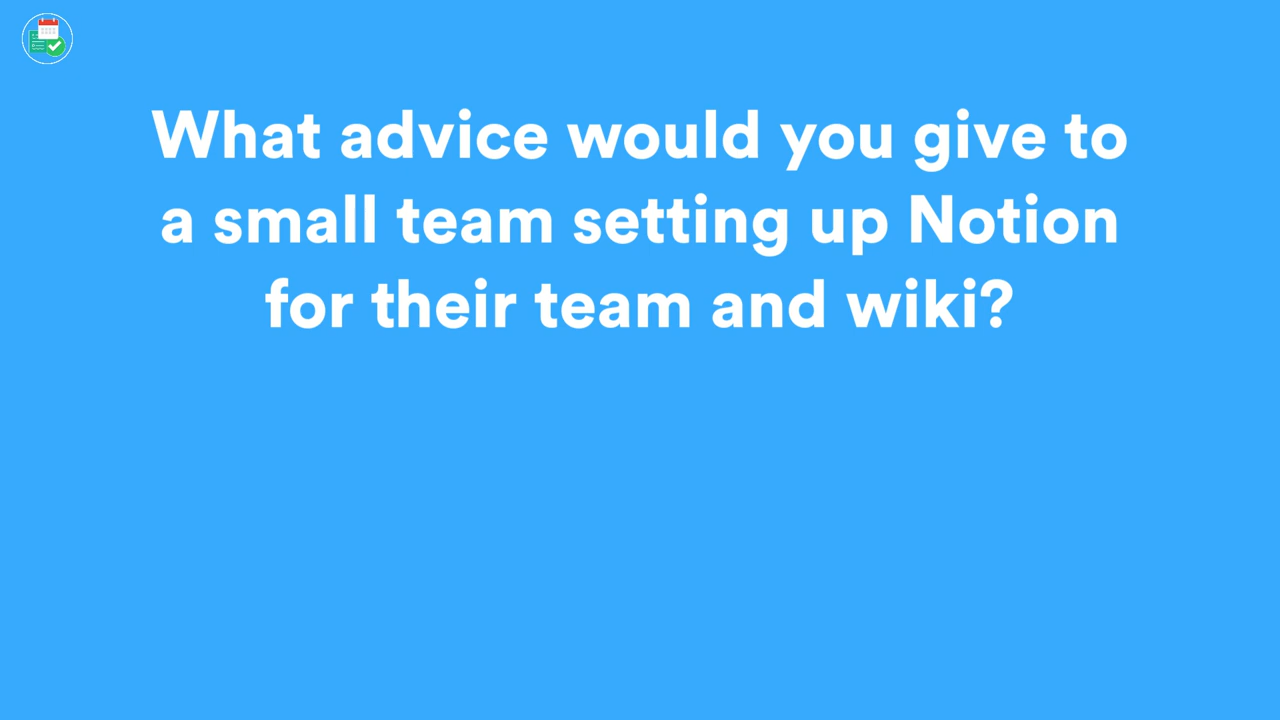 What advice would you give to
a small team setting up Notion
for their team and wiki?